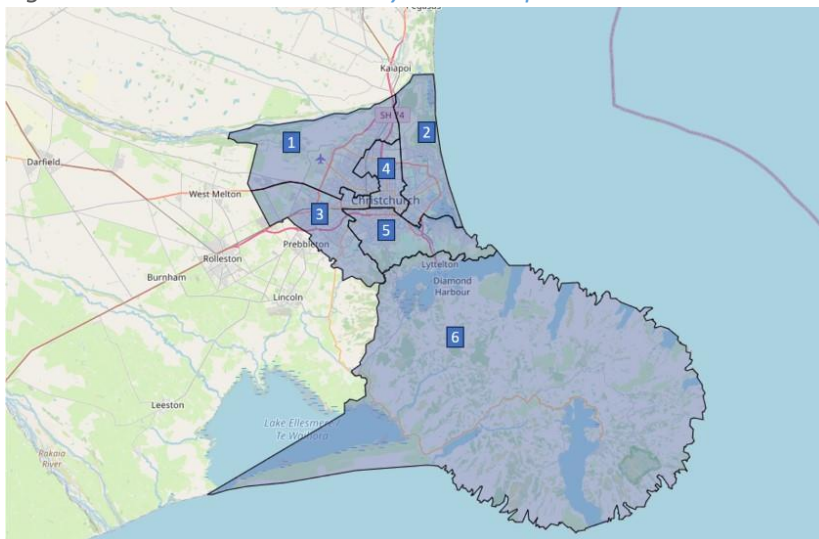 Kaiapoi
SH 74
2
1
Darfield
4
West Melton
Christchurch
3
5
Prebbleton
Rolleston
Lyttelton
Burnham
Diamond
Harbour
Lincoln
6
Leeston
Lake Ellesmere /
Te Waihora
Rakaia
River